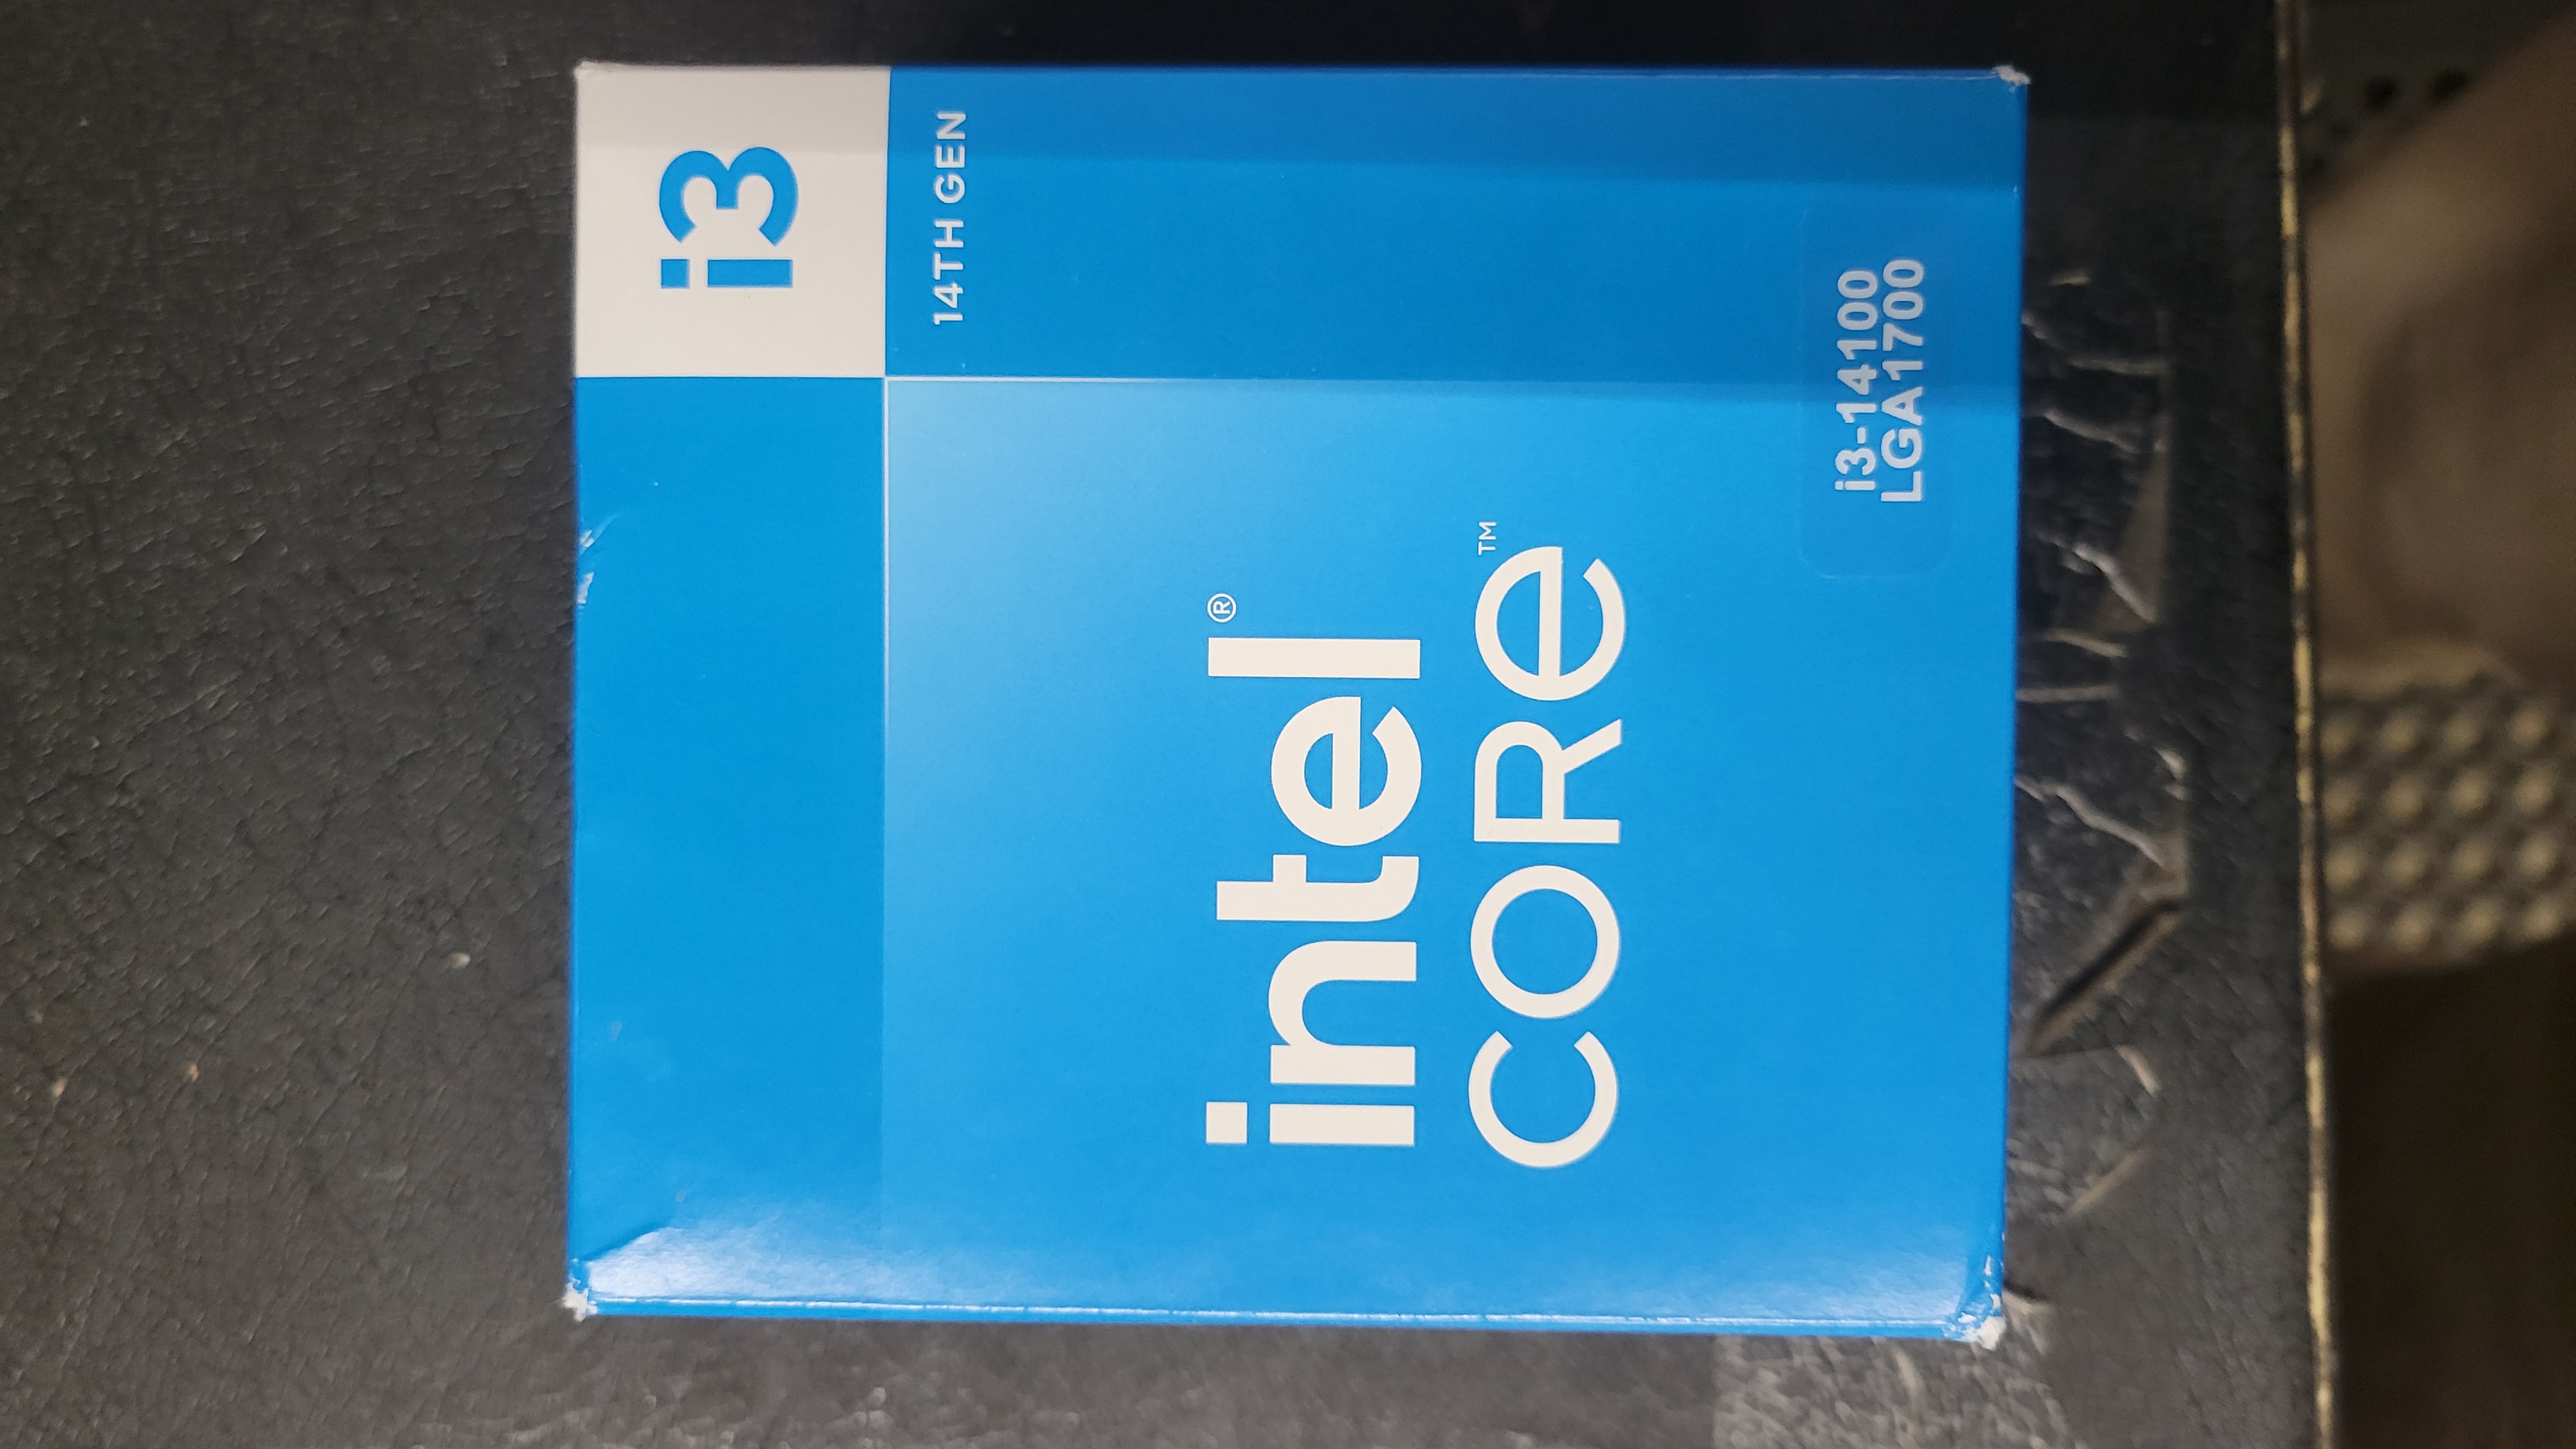 i3
14TH GEN
intel®
CORe™
i3-14100
LGA1700